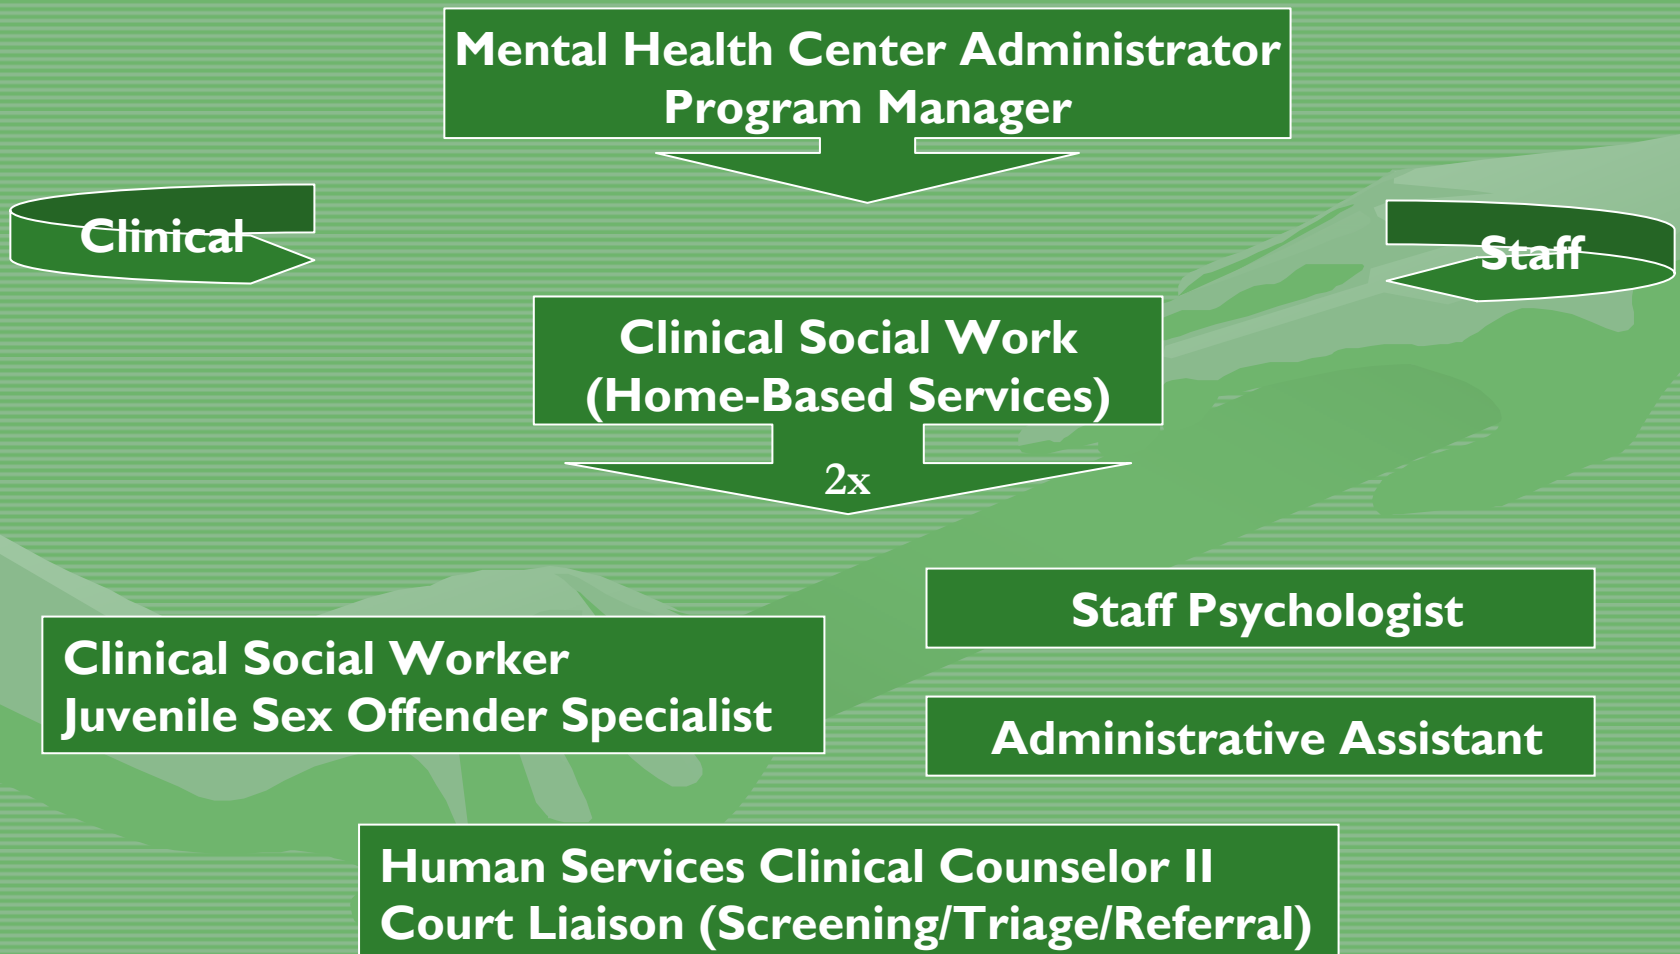 Mental Health Center Administrator
Program Manager
Clinical
Staff
Clinical Social Work
(Home-Based Services)
2x
Staff Psychologist
Clinical Social Worker
Juvenile Sex Offender Specialist
Administrative Assistant
Human Services Clinical Counselor II
Court Liaison (Screening/Triage/Referral)